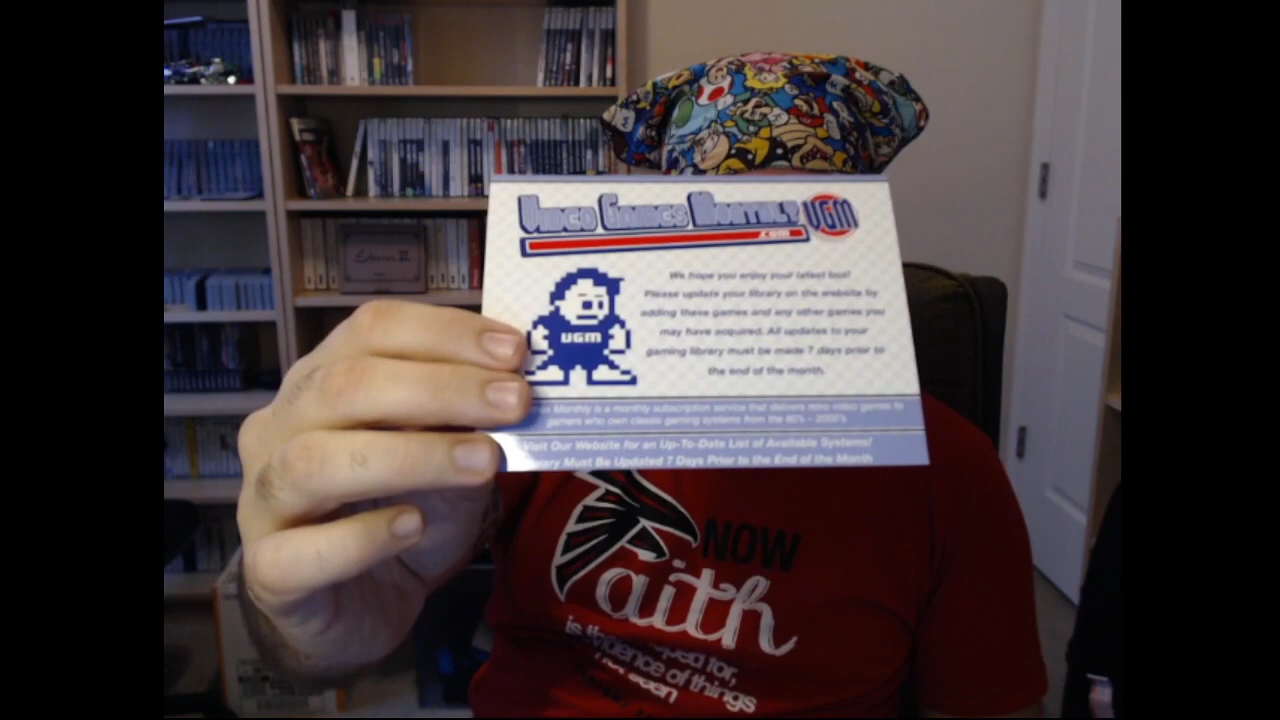 Video Games Monthly UGM
.com
We hope you enjoy your latest box!
Please update your library on the website by
adding these games and any other games you
may have acquired. All updates to your
gaming library must be made 7 days prior to
the end of the month.
UGM
Monthly is a monthly subscription service that delivers retro video games to
gamers who own classic gaming systems from the 80's - 2000's
Visit Our Website for an Up-To-Date List of Available Systems!
Must Be Updated 7 Days Prior to the End of the Month
NOW
Faith
is
for,
of things
seen